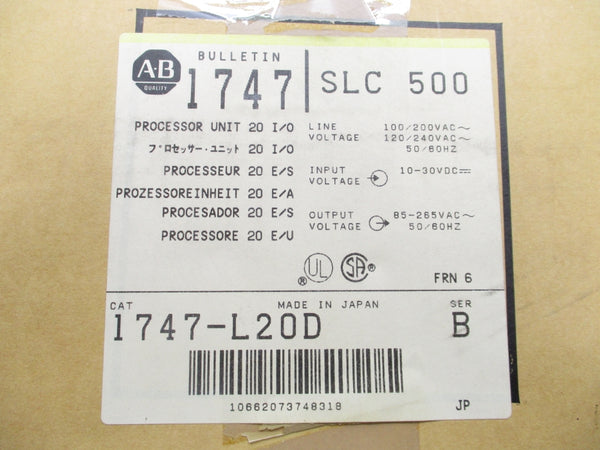 A-B
QUALITY
BULLETIN
1747
SLC 500
PROCESSOR UNIT 20 I/O
プロセッサー・ユニット 20 I/O
PROCESSEUR 20 E/S
PROZESSOREINHEIT 20 E/A
PROCESADOR 20 E/S
PROCESSORE 20 E/U
LINE 100/200VAC～
VOLTAGE 120/240VAC～
50/60HZ
INPUT 10-30VDC⎓
VOLTAGE
OUTPUT 85-265VAC～
VOLTAGE 50/60HZ
UL ®
SA ®
FRN 6
CAT MADE IN JAPAN SER
1747-L20D B
10662073748318 JP